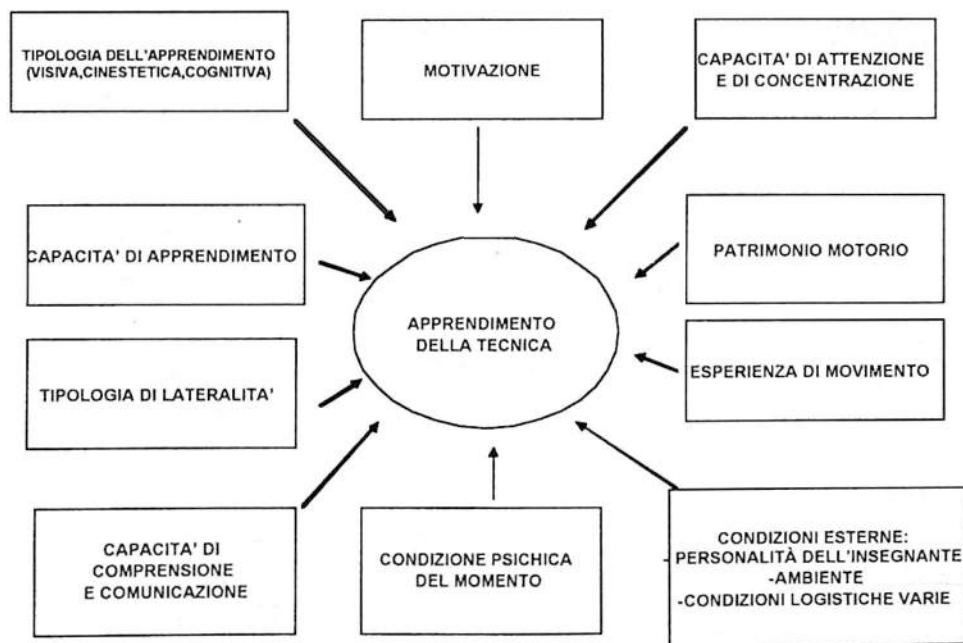 TIPOLOGIA DELL'APPRENDIMENTO
(VISIVA,CINESTETICA,COGNITIVA)
MOTIVAZIONE
CAPACITA' DI ATTENZIONE
E DI CONCENTRAZIONE
CAPACITA' DI APPRENDIMENTO
PATRIMONIO MOTORIO
APPRENDIMENTO
DELLA TECNICA
TIPOLOGIA DI LATERALITA'
ESPERIENZA DI MOVIMENTO
CAPACITA' DI
COMPRENSIONE
E COMUNICAZIONE
CONDIZIONE PSICHICA
DEL MOMENTO
CONDIZIONI ESTERNE:
- PERSONALITÀ DELL'INSEGNANTE
-AMBIENTE
-CONDIZIONI LOGISTICHE VARIE